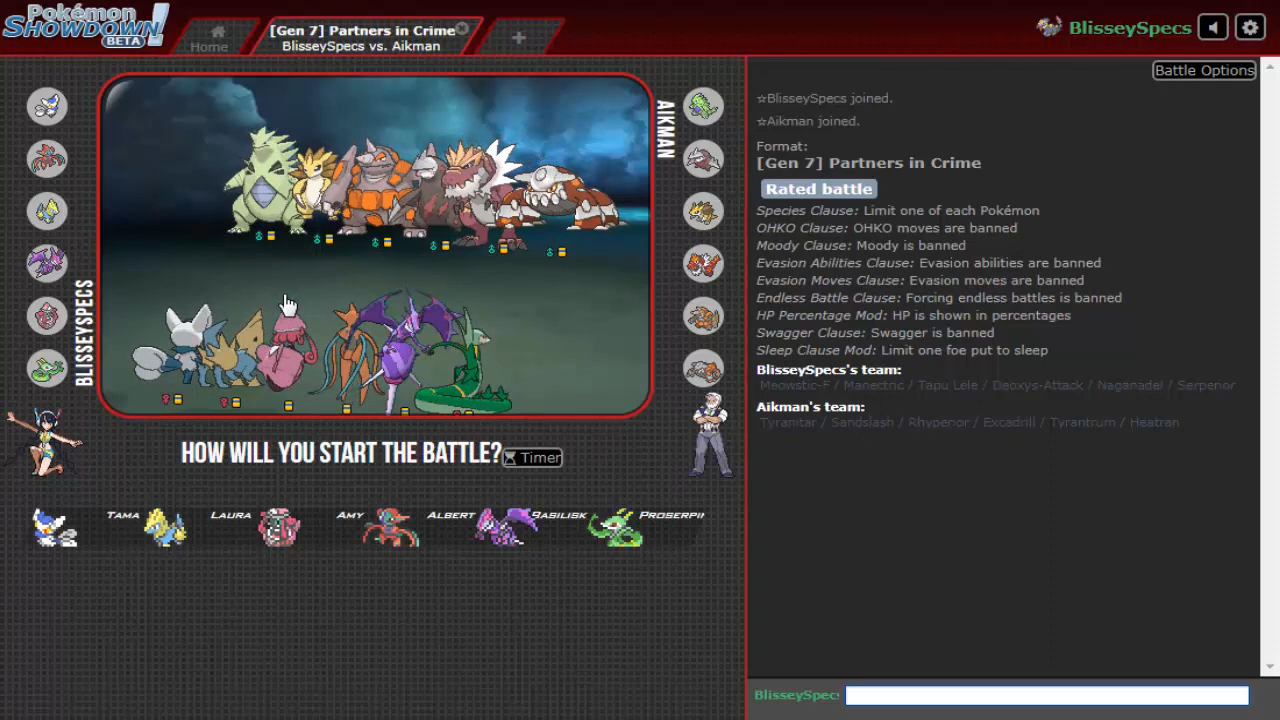 Pokémon
SHOWDOWN!
BETA
Home
[Gen 7] Partners in Crime
BlisseySpecs vs. Aikman
+
BlisseySpecs
BLISSEYSPECS
AIKMAN
HOW WILL YOU START THE BATTLE?
Timer
TAMA
LAURA
AMY
ALBERT
BASILISK
PROSERPI
Battle Options
☆BlisseySpecs joined.
☆Aikman joined.
Format:
[Gen 7] Partners in Crime
Rated battle
Species Clause: Limit one of each Pokémon
OHKO Clause: OHKO moves are banned
Moody Clause: Moody is banned
Evasion Abilities Clause: Evasion abilities are banned
Evasion Moves Clause: Evasion moves are banned
Endless Battle Clause: Forcing endless battles is banned
HP Percentage Mod: HP is shown in percentages
Swagger Clause: Swagger is banned
Sleep Clause Mod: Limit one foe put to sleep
BlisseySpecs's team:
Meowstic-F / Manectric / Tapu Lele / Deoxys-Attack / Naganadel / Serperior
Aikman's team:
Tyranitar / Sandslash / Rhyperior / Excadrill / Tyrantrum / Heatran
BlisseySpec: